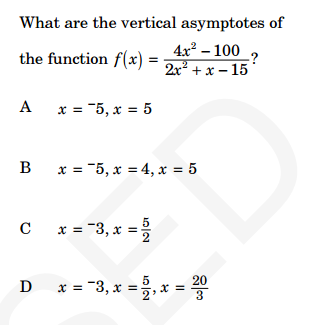 What are the vertical asymptotes of
the function f(x) = (4x² – 100)/(2x² + x – 15)?
A x = ⁻5, x = 5
B x = ⁻5, x = 4, x = 5
C x = ⁻3, x = 5/2
D x = ⁻3, x = 5/2, x = 20/3